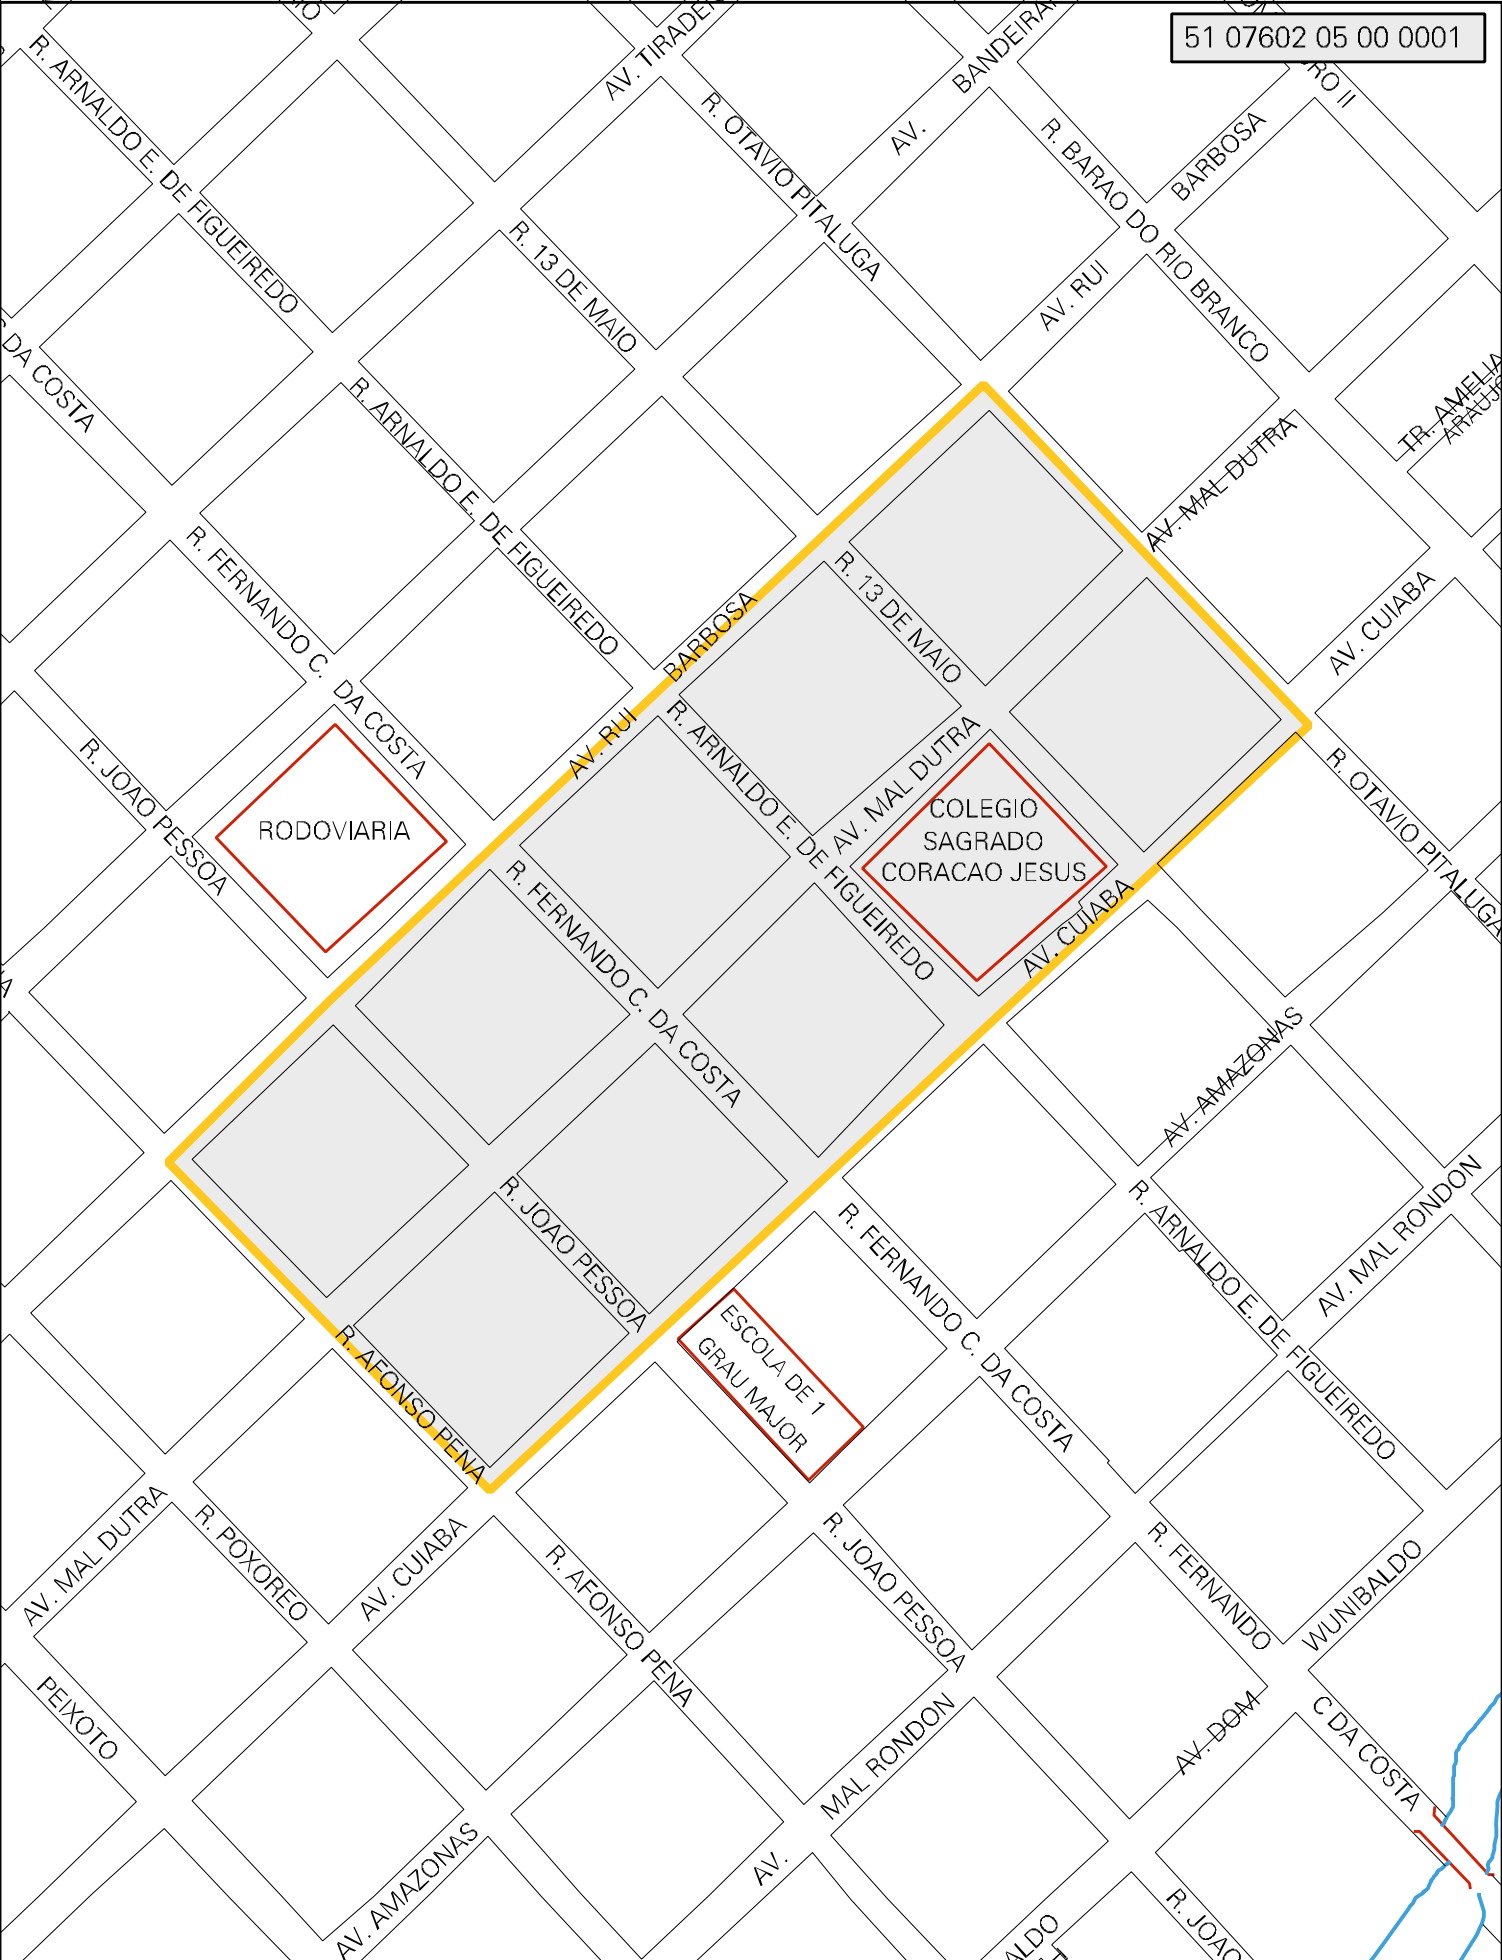 51 07602 05 00 0001
R. ARNALDO E. DE FIGUEIREDO
R. OTAVIO PITALUGA
AV.
BANDEIRA
R. BARAO DO RIO BRANCO
BARBOSA
AV. RUI
R. 13 DE MAIO
DA COSTA
R. ARNALDO E. DE FIGUEIREDO
TR. AMELIA
AV. MAL DUTRA
AV. CUIABA
R. FERNANDO C. DA COSTA
AV. RUI BARBOSA
R. 13 DE MAIO
R. JOAO PESSOA
RODOVIARIA
R. ARNALDO E. DE FIGUEIREDO
AV. MAL DUTRA
COLEGIO
SAGRADO
CORACAO JESUS
AV. CUIABA
R. OTAVIO PITALUGA
R. FERNANDO C. DA COSTA
AV. AMAZONAS
R. JOAO PESSOA
R. FERNANDO C. DA COSTA
R. ARNALDO E. DE FIGUEIREDO
AV. MAL RONDON
ESCOLA DE 1
GRAU MAJOR
R. AFONSO PENA
AV. MAL DUTRA
R. POXOREO
AV. CUIABA
R. AFONSO PENA
R. JOAO PESSOA
R. FERNANDO
WUNIBALDO
PEIXOTO
MAL RONDON
AV.
AV. DOM
C DA COSTA
AV. AMAZONAS
R. JOAO
ALDO